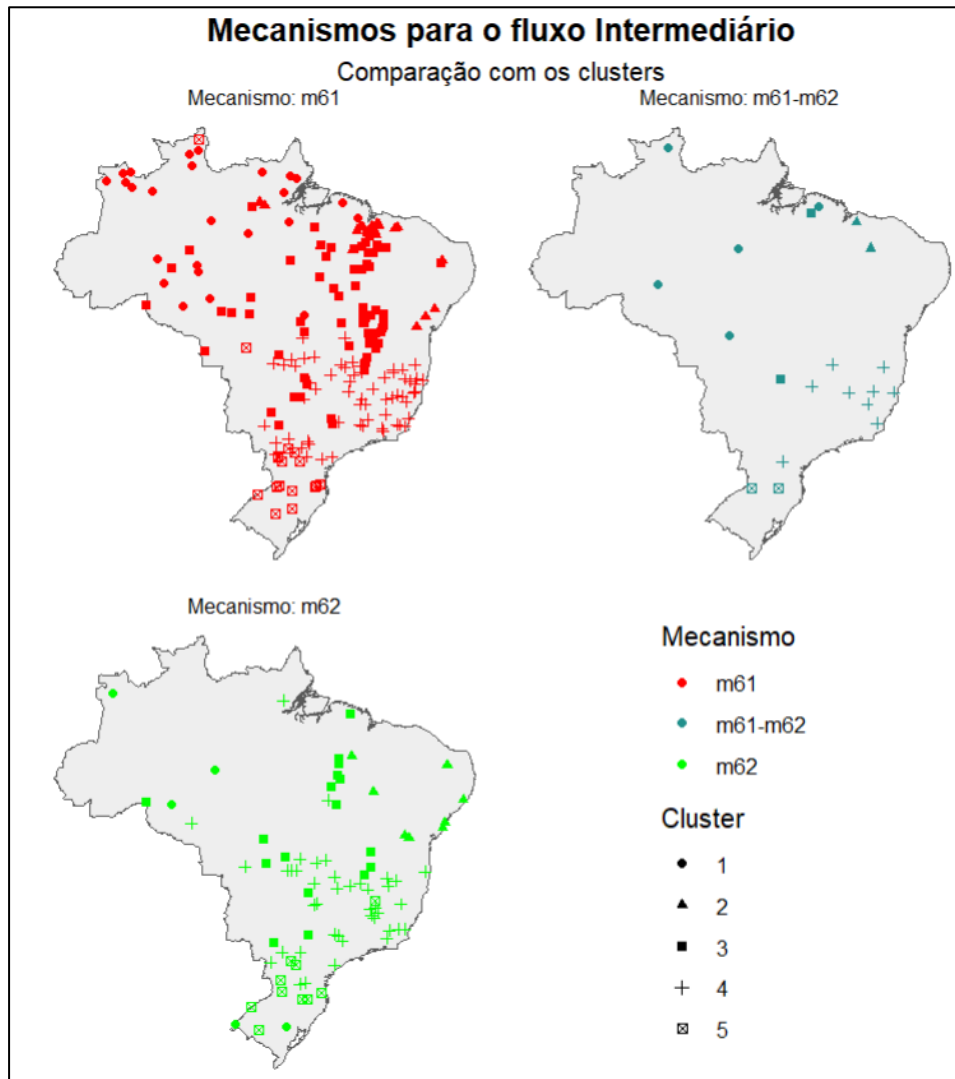 Mecanismos para o fluxo Intermediárío
Comparação com os clusters
Mecanismo: m61
Mecanismo: m61-m62
Mecanismo: m62
Mecanismo
m61
m61-m62
m62
Cluster
1
2
3
4
5